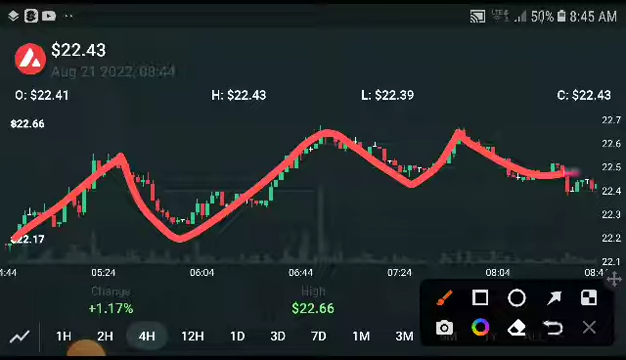 50% 8:45 AM
$22.43
Aug 21 2022, 08:44
O: $22.41 H: $22.43 L: $22.39 C: $22.43
$22.66
22.7
22.6
22.5
22.4
22.3
22.2
22.1
$22.17
:44 05:24 06:04 06:44 07:24 08:04 08:4
Change High
+1.17% $22.66
1H 2H 4H 12H 1D 3D 7D 1M 3M